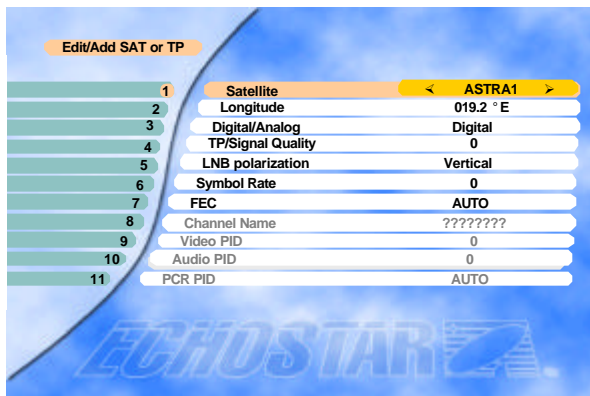 Edit/Add SAT or TP
1 Satellite < ASTRA1 >
2 Longitude 019.2 ° E
3 Digital/Analog Digital
4 TP/Signal Quality 0
5 LNB polarization Vertical
6 Symbol Rate 0
7 FEC AUTO
8 Channel Name ????????
9 Video PID 0
10 Audio PID 0
11 PCR PID AUTO
ECHOSTAR